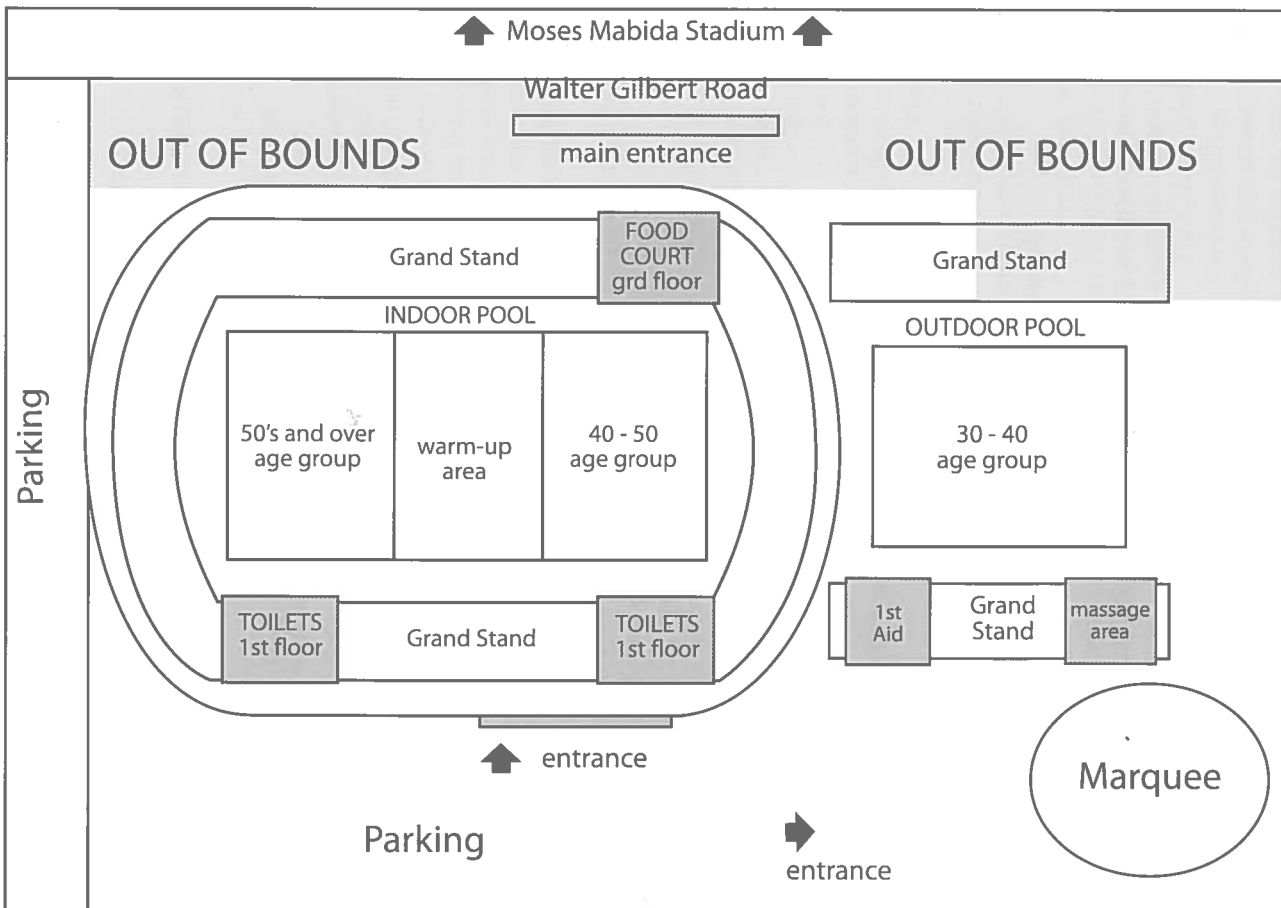 Moses Mabida Stadium
Walter Gilbert Road
OUT OF BOUNDS
main entrance
OUT OF BOUNDS
Grand Stand
FOOD
COURT
grd floor
Grand Stand
INDOOR POOL
OUTDOOR POOL
Parking
50's and over
age group
warm-up
area
40 - 50
age group
30 - 40
age group
TOILETS
1st floor
Grand Stand
TOILETS
1st floor
1st
Aid
Grand
Stand
massage
area
entrance
Marquee
Parking
entrance